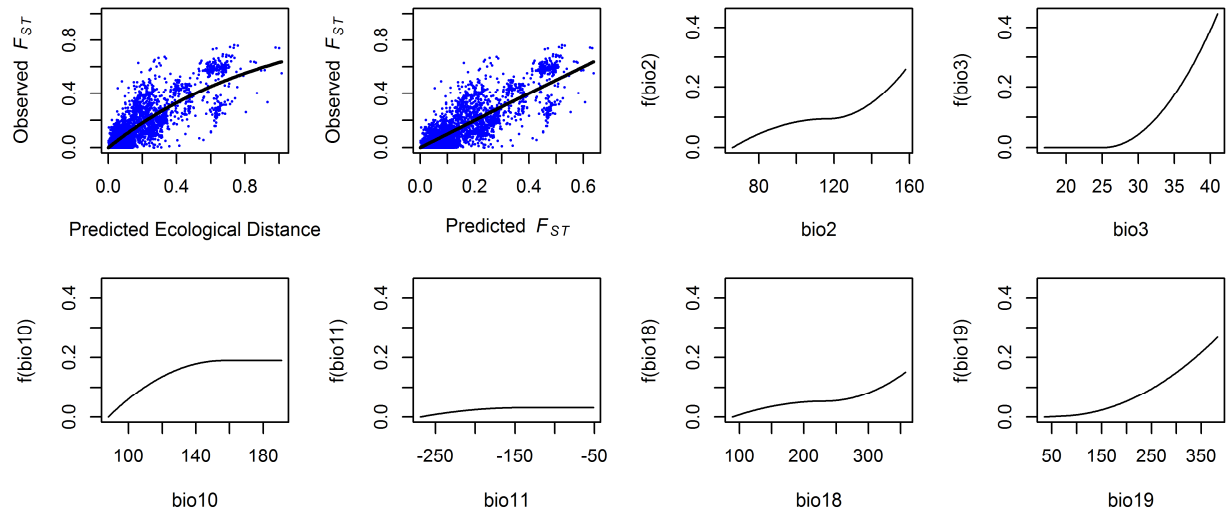 Observed F_ST
0.0 0.4 0.8
0.0 0.4 0.8
Predicted Ecological Distance
Observed F_ST
0.0 0.4 0.8
0.0 0.2 0.4 0.6
Predicted F_ST
f(bio2)
0.0 0.2 0.4
80 120 160
bio2
f(bio3)
0.0 0.2 0.4
20 25 30 35 40
bio3
f(bio10)
0.0 0.2 0.4
100 140 180
bio10
f(bio11)
0.0 0.2 0.4
-250 -150 -50
bio11
f(bio18)
0.0 0.2 0.4
100 200 300
bio18
f(bio19)
0.0 0.2 0.4
50 150 250 350
bio19